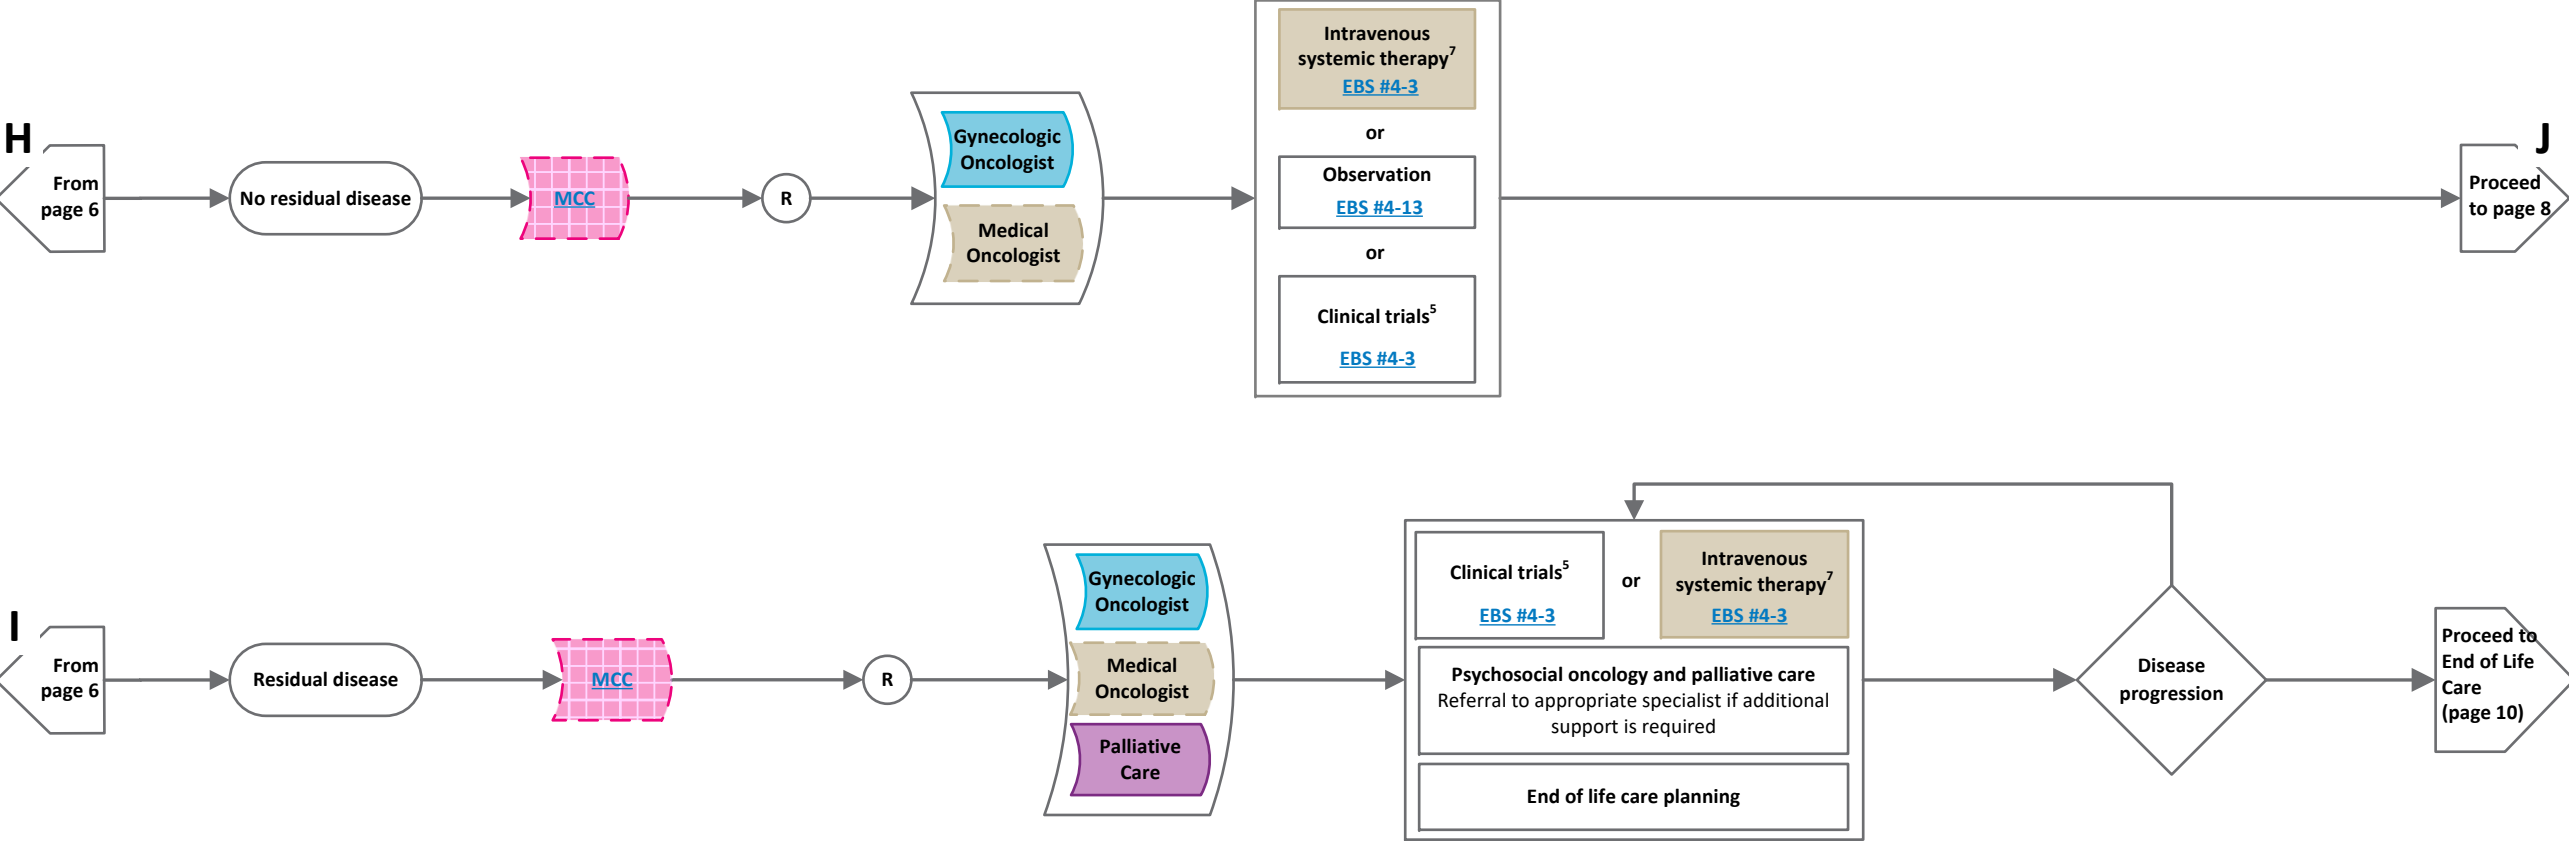 H
From
page 6
No residual disease
MCC
R
Gynecologic
Oncologist
Medical
Oncologist
Intravenous
systemic therapy7
EBS #4-3
or
Observation
EBS #4-13
or
Clinical trials5
EBS #4-3
J
Proceed
to page 8
I
From
page 6
Residual disease
MCC
R
Gynecologic
Oncologist
Medical
Oncologist
Palliative
Care
Clinical trials5
EBS #4-3
or
Intravenous
systemic therapy7
EBS #4-3
Psychosocial oncology and palliative care
Referral to appropriate specialist if additional
support is required
End of life care planning
Disease
progression
Proceed to
End of Life
Care
(page 10)